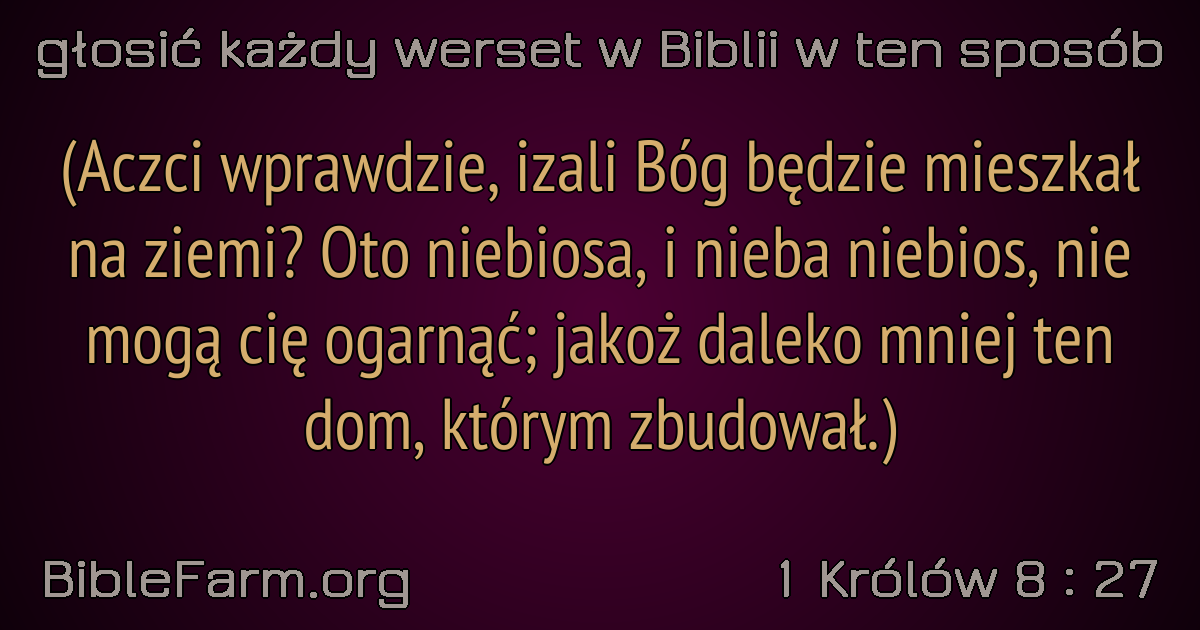 głosić każdy werset w Biblii w ten sposób
(Aczci wprawdzie, izali Bóg będzie mieszkał
na ziemi? Oto niebiosa, i nieba niebios, nie
mogą cię ogarnąć; jakoż daleko mniej ten
dom, którym zbudował.)
BibleFarm.org
1 Królów 8 : 27